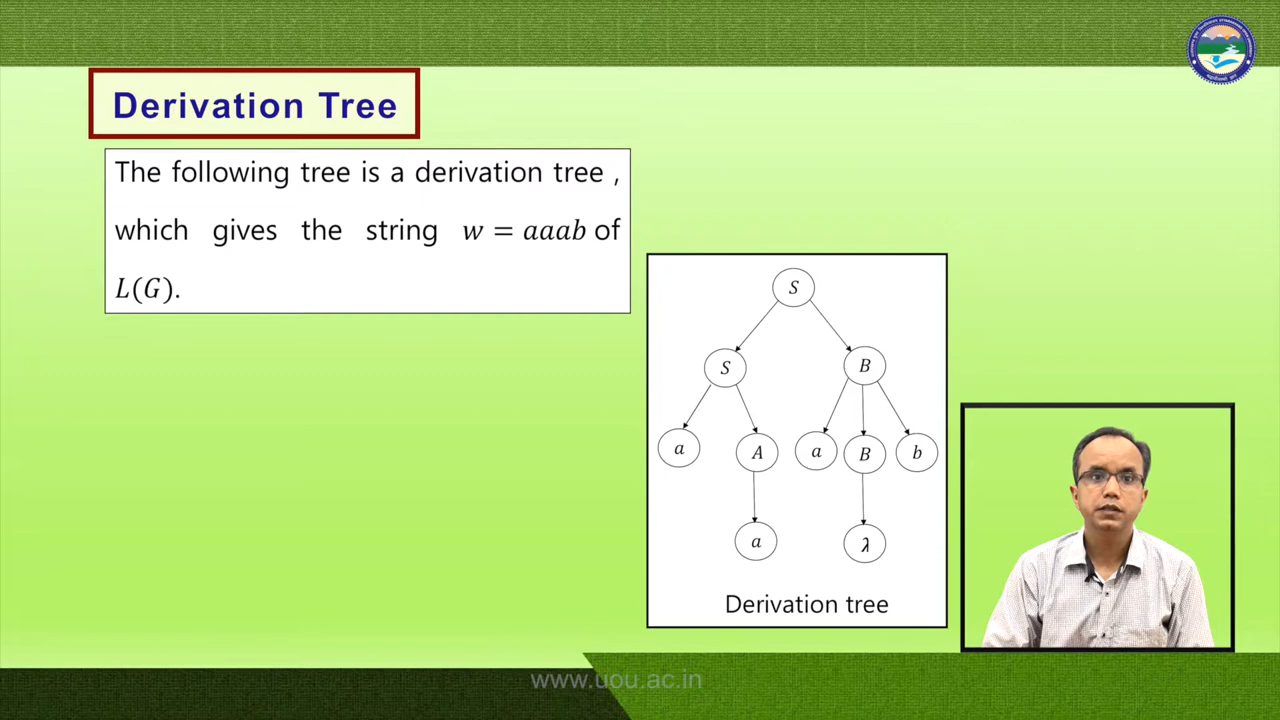 Derivation Tree
The following tree is a derivation tree ,
which gives the string w = aaab of
L(G).
S
S B
a A a B b
a λ
Derivation tree
www.uou.ac.in